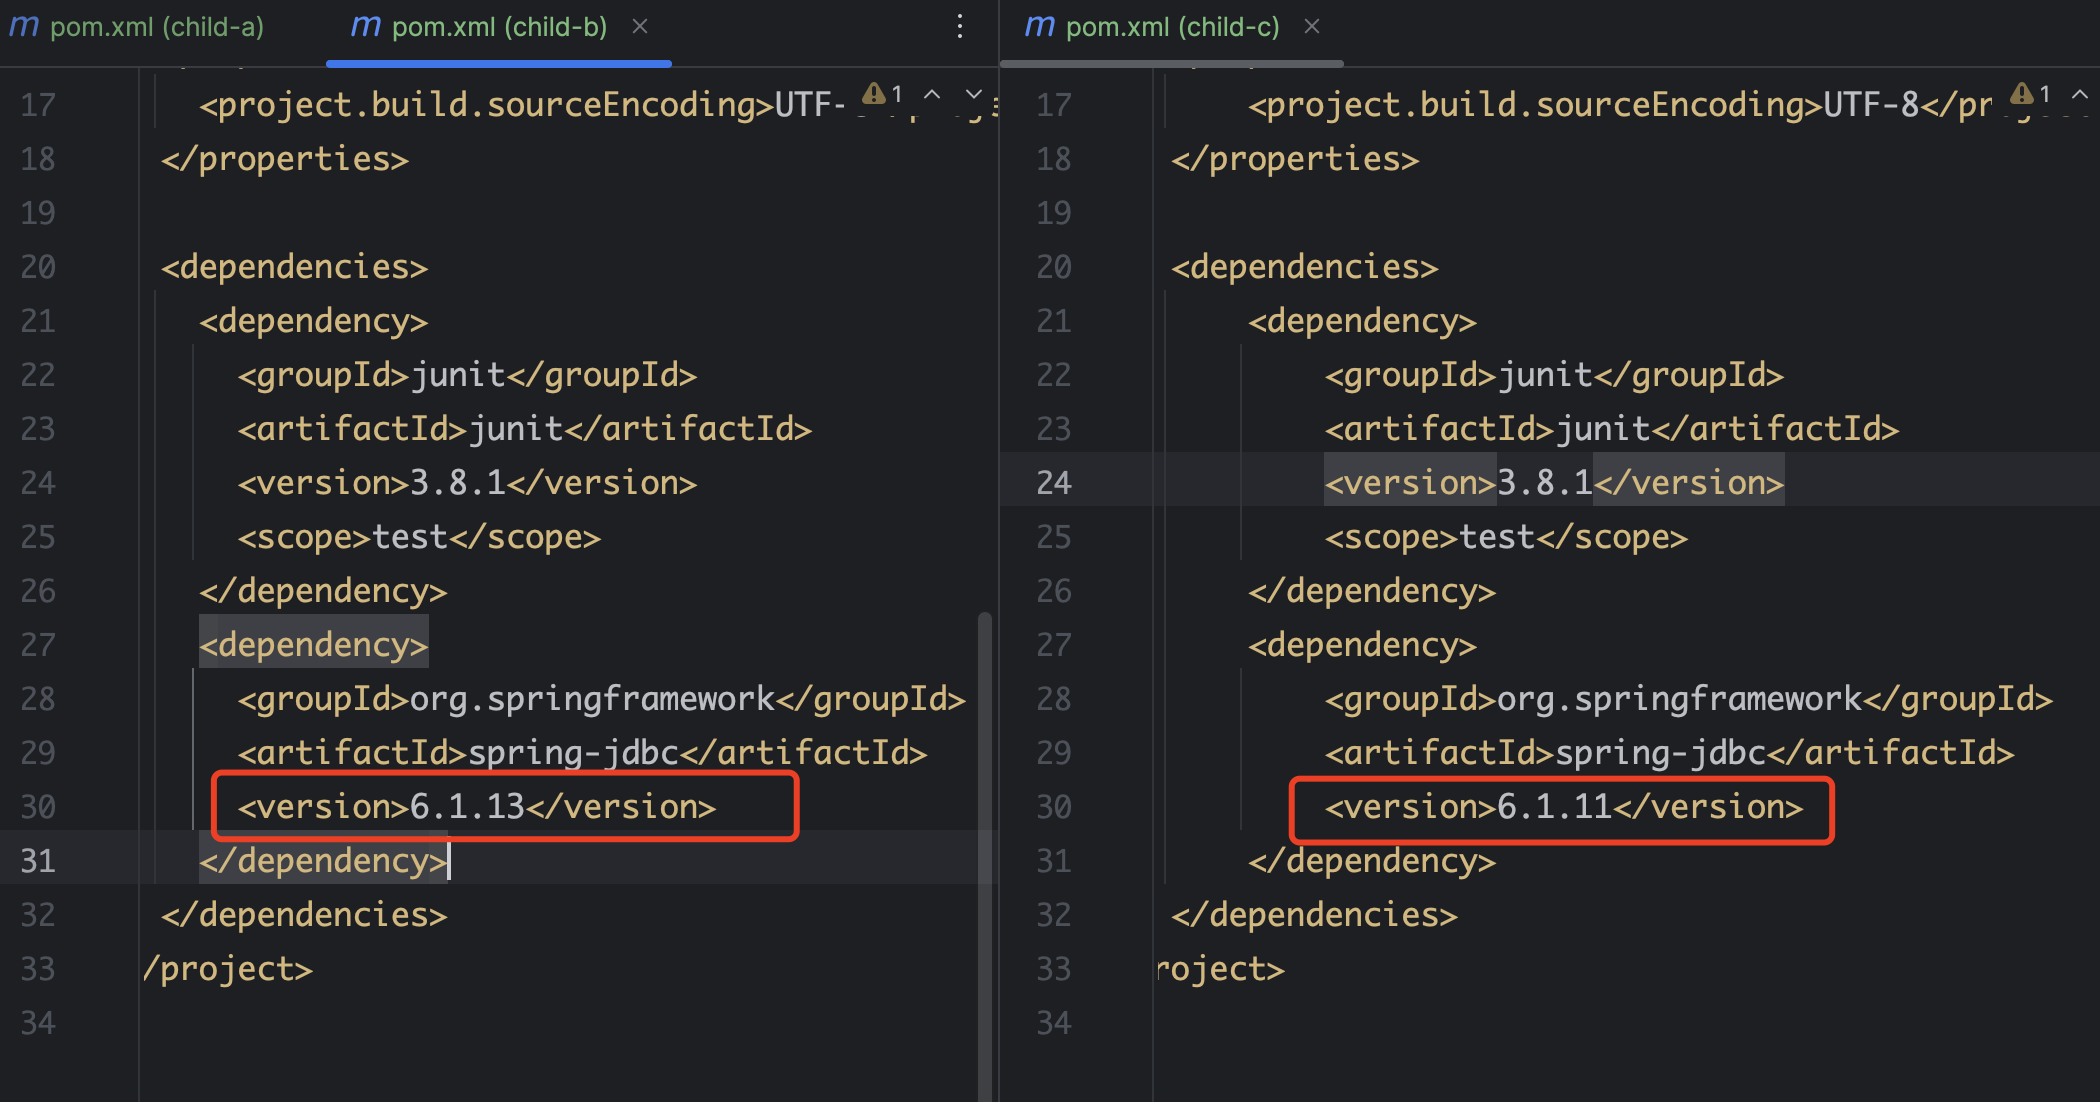 m pom.xml (child-a)
m pom.xml (child-b)
17 <project.build.sourceEncoding>UTF- 1
18 </properties>
19
20 <dependencies>
21 <dependency>
22 <groupId>junit</groupId>
23 <artifactId>junit</artifactId>
24 <version>3.8.1</version>
25 <scope>test</scope>
26 </dependency>
27 <dependency>
28 <groupId>org.springframework</groupId>
29 <artifactId>spring-jdbc</artifactId>
30 <version>6.1.13</version>
31 </dependency>
32 </dependencies>
33 /project>
34
m pom.xml (child-c)
17 <project.build.sourceEncoding>UTF-8</pr 1
18 </properties>
19
20 <dependencies>
21 <dependency>
22 <groupId>junit</groupId>
23 <artifactId>junit</artifactId>
24 <version>3.8.1</version>
25 <scope>test</scope>
26 </dependency>
27 <dependency>
28 <groupId>org.springframework</groupId>
29 <artifactId>spring-jdbc</artifactId>
30 <version>6.1.11</version>
31 </dependency>
32 </dependencies>
33 roject>
34